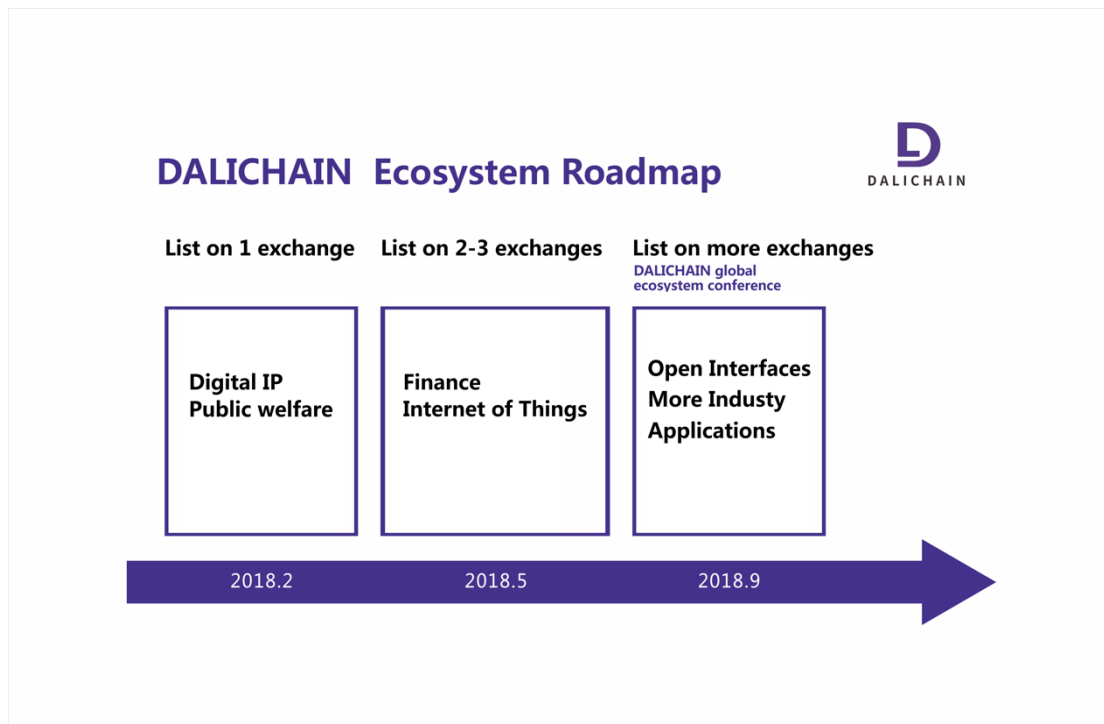 DALICHAIN Ecosystem Roadmap
DALICHAIN
List on 1 exchange
List on 2-3 exchanges
List on more exchanges
DALICHAIN global
ecosystem conference
Digital IP
Public welfare
Finance
Internet of Things
Open Interfaces
More Industy
Applications
2018.2
2018.5
2018.9